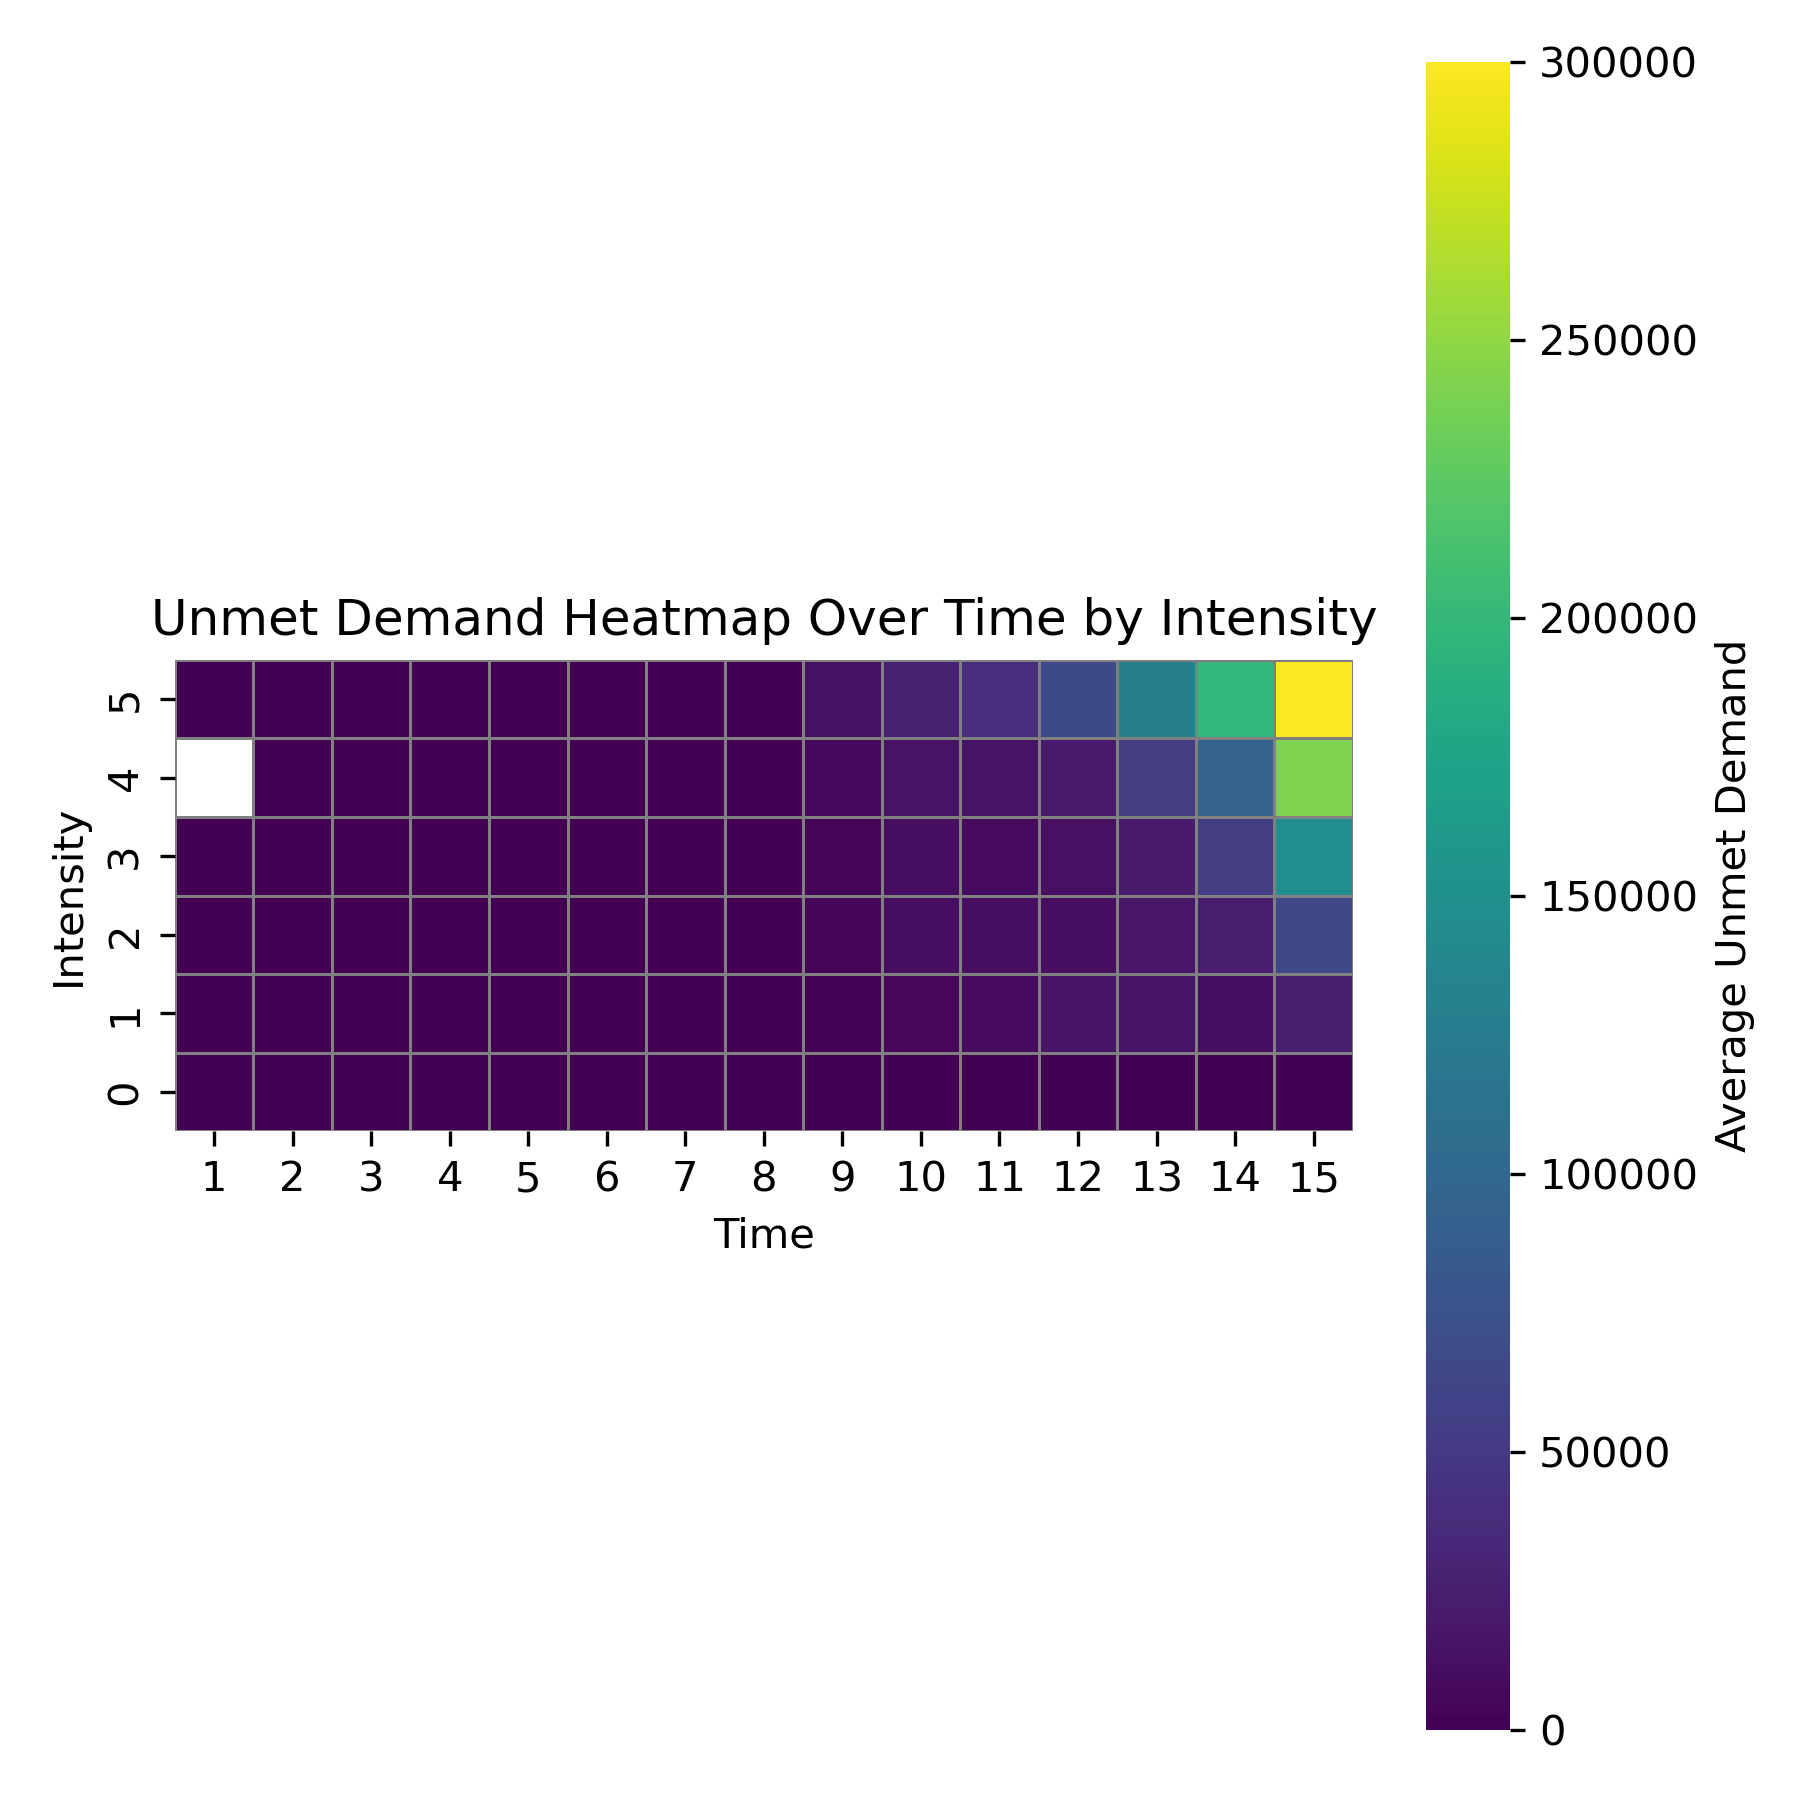 Unmet Demand Heatmap Over Time by Intensity
Intensity
5
4
3
2
1
0
1 2 3 4 5 6 7 8 9 10 11 12 13 14 15
Time
300000
250000
200000
150000
100000
50000
0
Average Unmet Demand